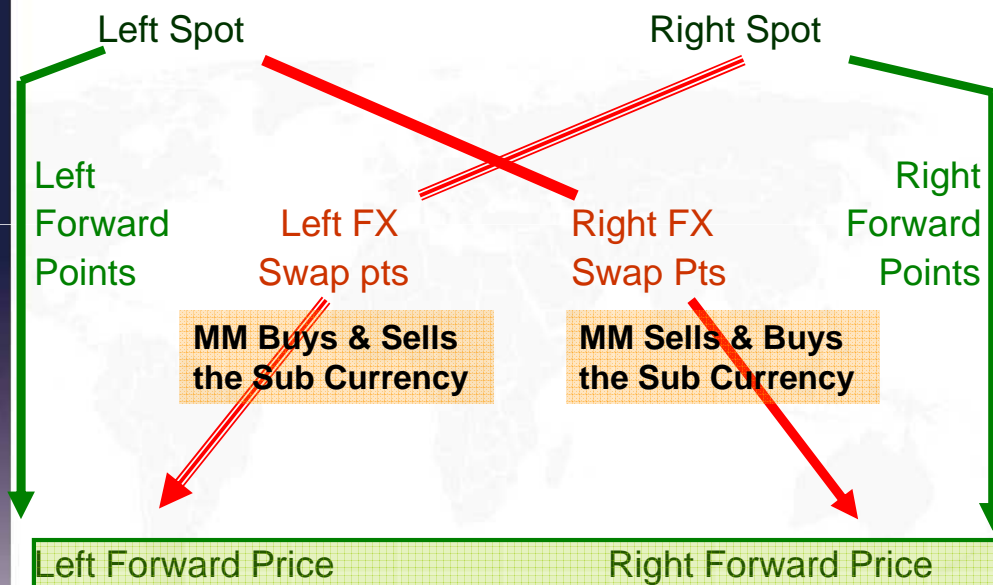 Left Spot
Right Spot
Left
Forward
Points
Left FX
Swap pts
Right FX
Swap Pts
Right
Forward
Points
MM Buys & Sells
the Sub Currency
MM Sells & Buys
the Sub Currency
Left Forward Price
Right Forward Price